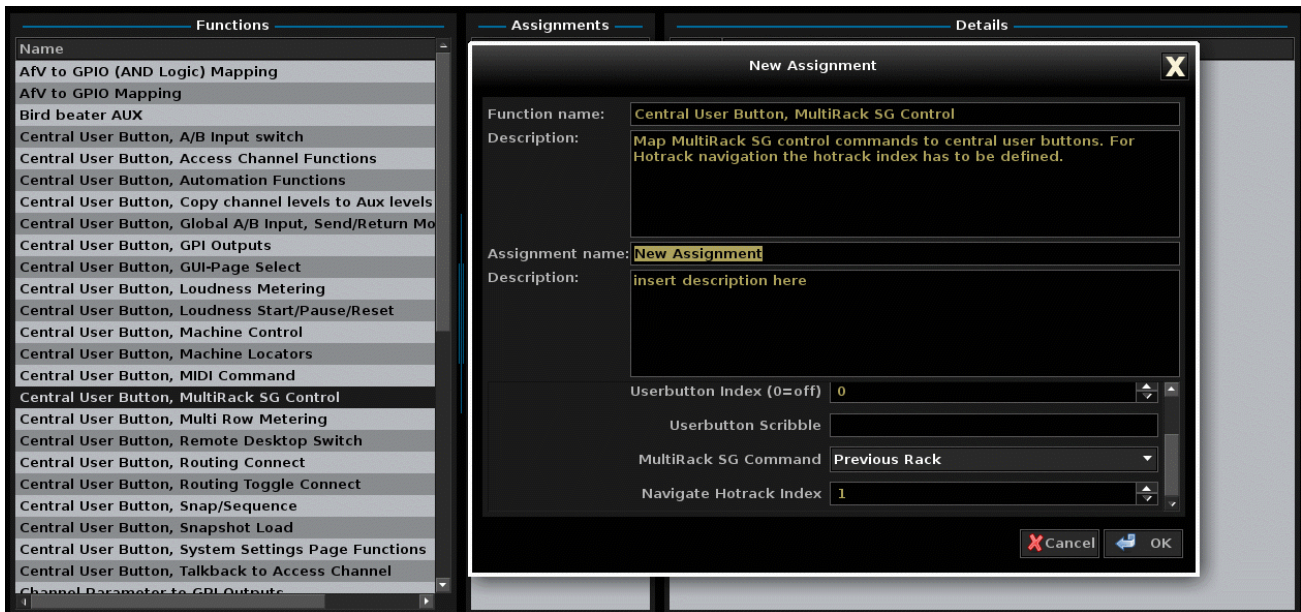 Functions
Assignments
Details
Name
AfV to GPIO (AND Logic) Mapping
AfV to GPIO Mapping
Bird beater AUX
Central User Button, A/B Input switch
Central User Button, Access Channel Functions
Central User Button, Automation Functions
Central User Button, Copy channel levels to Aux levels
Central User Button, Global A/B Input, Send/Return Mo
Central User Button, GPI Outputs
Central User Button, GUI-Page Select
Central User Button, Loudness Metering
Central User Button, Loudness Start/Pause/Reset
Central User Button, Machine Control
Central User Button, Machine Locators
Central User Button, MIDI Command
Central User Button, MultiRack SG Control
Central User Button, Multi Row Metering
Central User Button, Remote Desktop Switch
Central User Button, Routing Connect
Central User Button, Routing Toggle Connect
Central User Button, Snap/Sequence
Central User Button, Snapshot Load
Central User Button, System Settings Page Functions
Central User Button, Talkback to Access Channel
Channel Parameter to GPI Outputs
New Assignment
X
Function name: Central User Button, MultiRack SG Control
Description: Map MultiRack SG control commands to central user buttons. For
Hotrack navigation the hotrack index has to be defined.
Assignment name: New Assignment
Description: insert description here
Userbutton Index (0=off) 0
Userbutton Scribble
MultiRack SG Command Previous Rack
Navigate Hotrack Index 1
Cancel OK